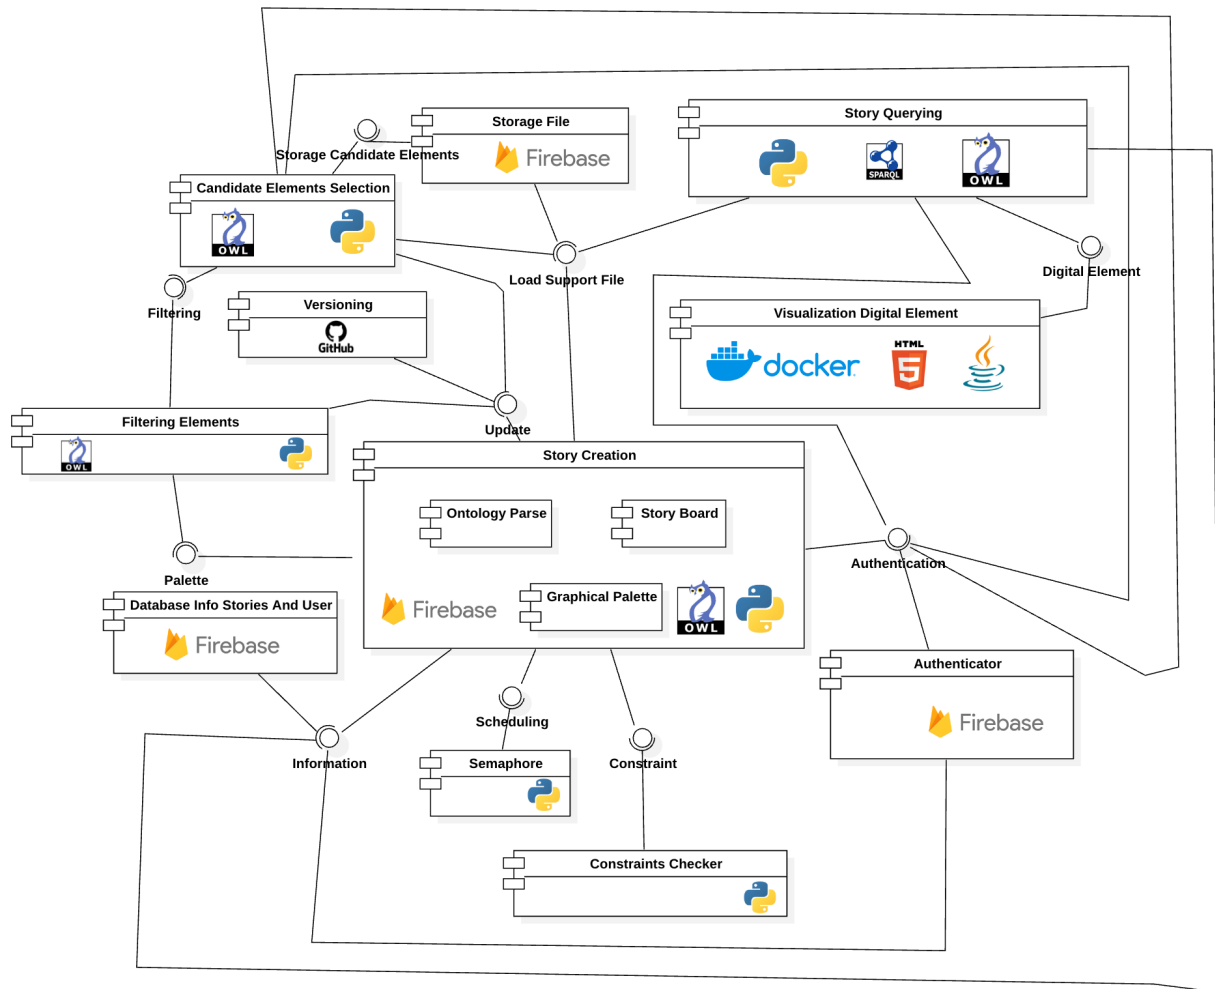 Storage File
Firebase
Story Querying
SPARQL
OWL
Storage Candidate Elements
Candidate Elements Selection
OWL
Load Support File
Digital Element
Filtering
Versioning
GitHub
Visualization Digital Element
docker
HTML
5
Filtering Elements
OWL
Update
Story Creation
Ontology Parse
Story Board
Graphical Palette
Firebase
OWL
Authentication
Palette
Database Info Stories And User
Firebase
Authenticator
Firebase
Scheduling
Information
Semaphore
Constraint
Constraints Checker